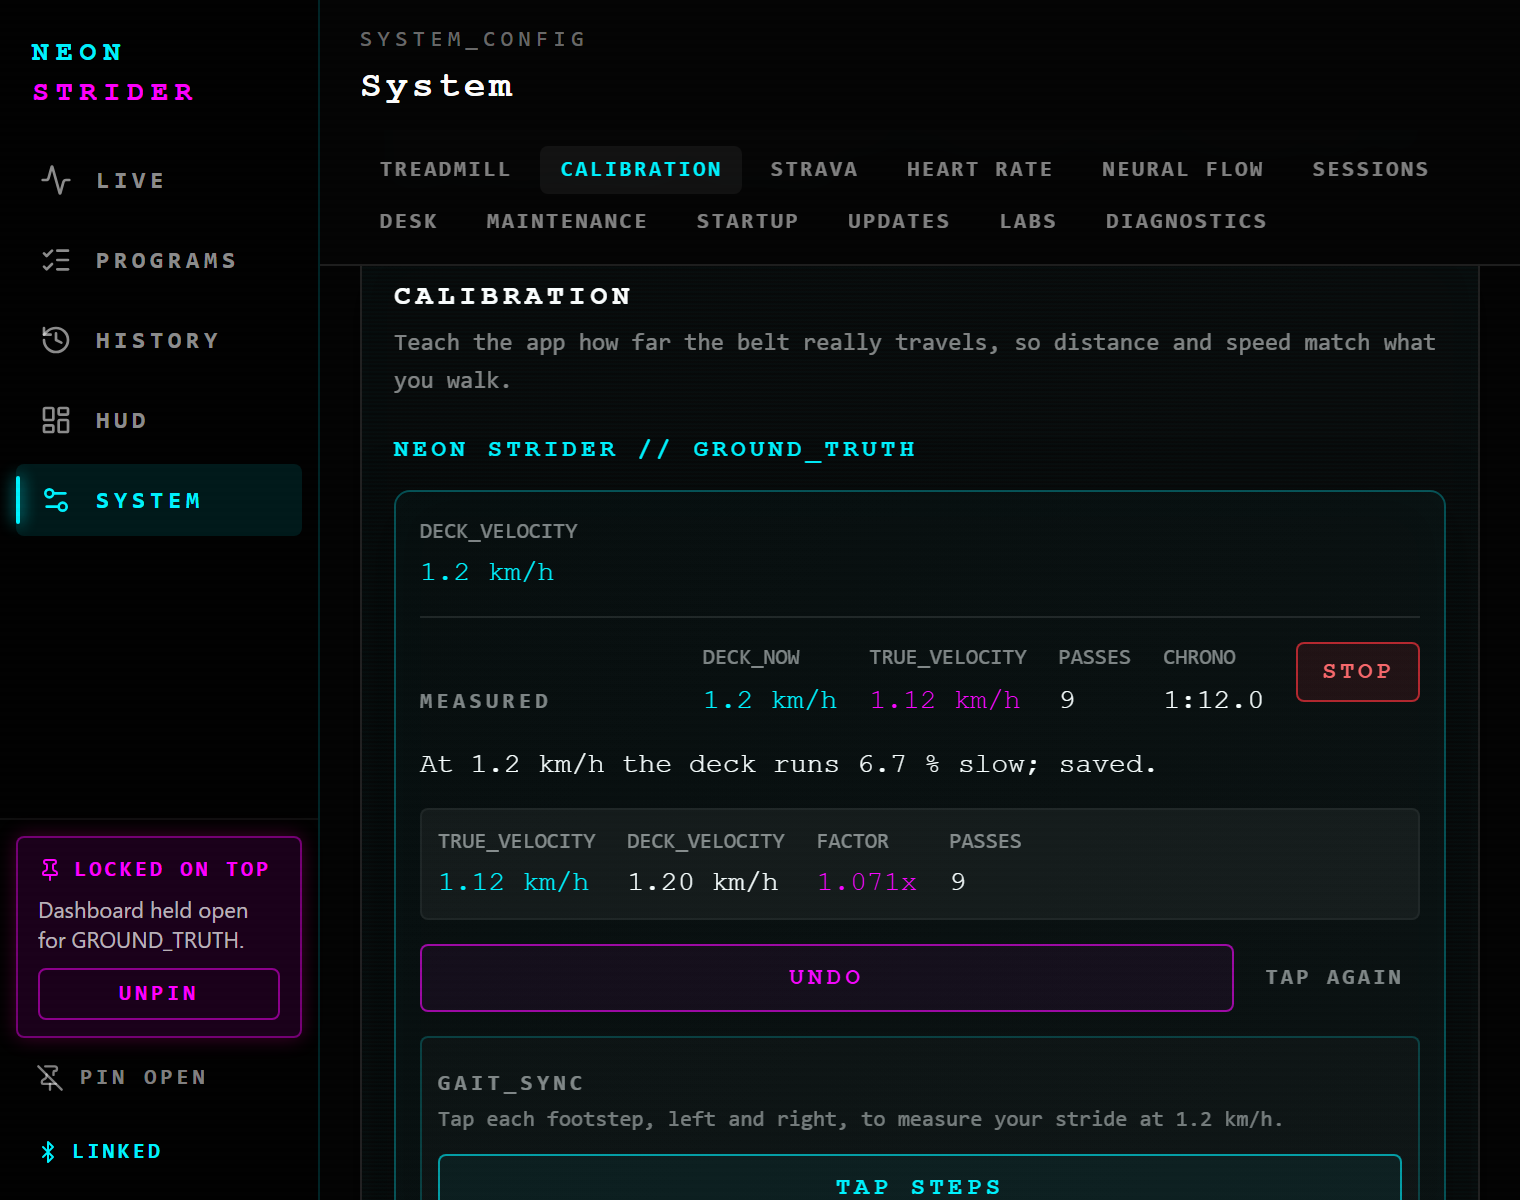 NEON
STRIDER
LIVE
PROGRAMS
HISTORY
HUD
SYSTEM
LOCKED ON TOP
Dashboard held open
for GROUND_TRUTH.
UNPIN
PIN OPEN
LINKED
SYSTEM_CONFIG
System
TREADMILL CALIBRATION STRAVA HEART RATE NEURAL FLOW SESSIONS
DESK MAINTENANCE STARTUP UPDATES LABS DIAGNOSTICS
CALIBRATION
Teach the app how far the belt really travels, so distance and speed match what
you walk.
NEON STRIDER // GROUND_TRUTH
DECK_VELOCITY
1.2 km/h
DECK_NOW TRUE_VELOCITY PASSES CHRONO
MEASURED 1.2 km/h 1.12 km/h 9 1:12.0 STOP
At 1.2 km/h the deck runs 6.7 % slow; saved.
TRUE_VELOCITY DECK_VELOCITY FACTOR PASSES
1.12 km/h 1.20 km/h 1.071x 9
UNDO TAP AGAIN
GAIT_SYNC
Tap each footstep, left and right, to measure your stride at 1.2 km/h.
TAP STEPS